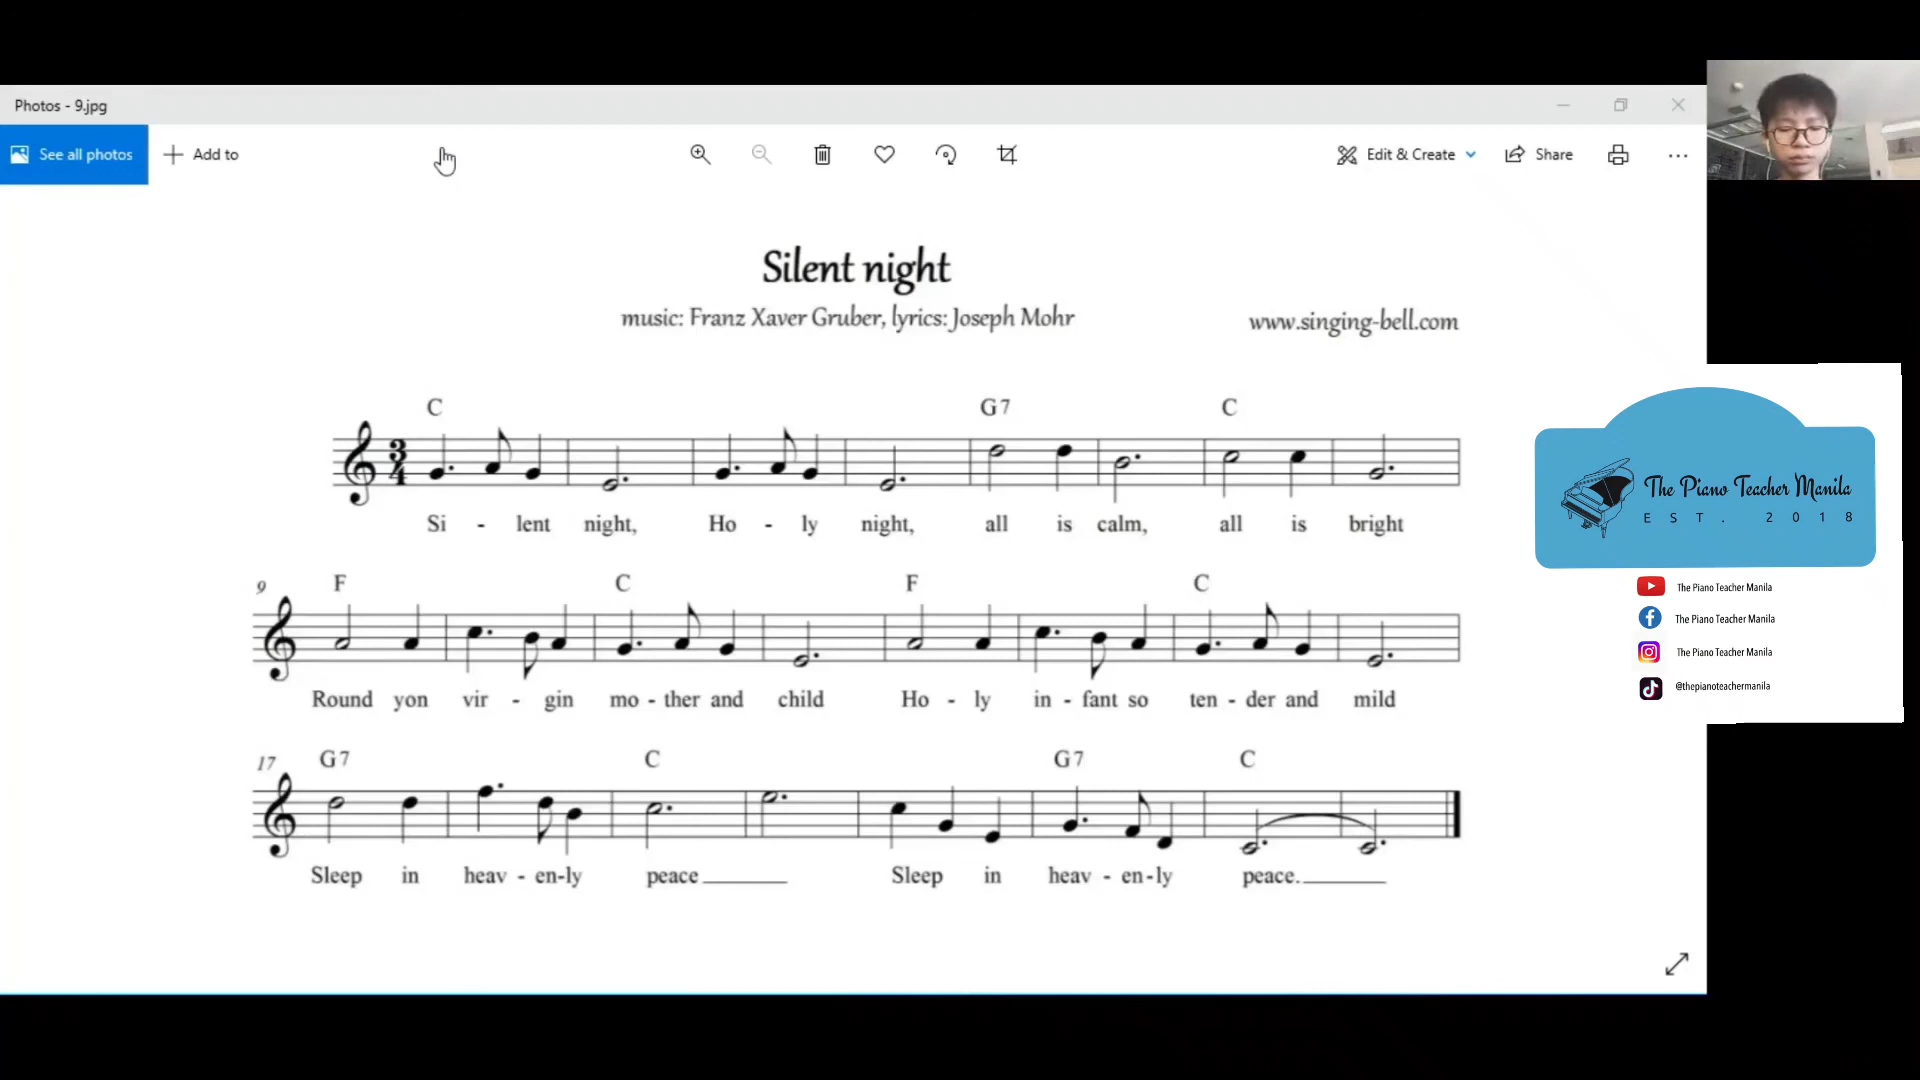 Photos - 9.jpg
See all photos
Add to
Edit & Create
Share
Silent night
music: Franz Xaver Gruber, lyrics: Joseph Mohr
www.singing-bell.com
C G7 C
3
4
Si - lent night, Ho - ly night, all is calm, all is bright
9
F C F C
Round yon vir - gin mo - ther and child Ho - ly in - fant so ten - der and mild
17
G7 C G7 C
Sleep in heav - en-ly peace Sleep in heav - en-ly peace.
The Piano Teacher Manila
EST. 2018
The Piano Teacher Manila
The Piano Teacher Manila
The Piano Teacher Manila
@thepianoteachermanila